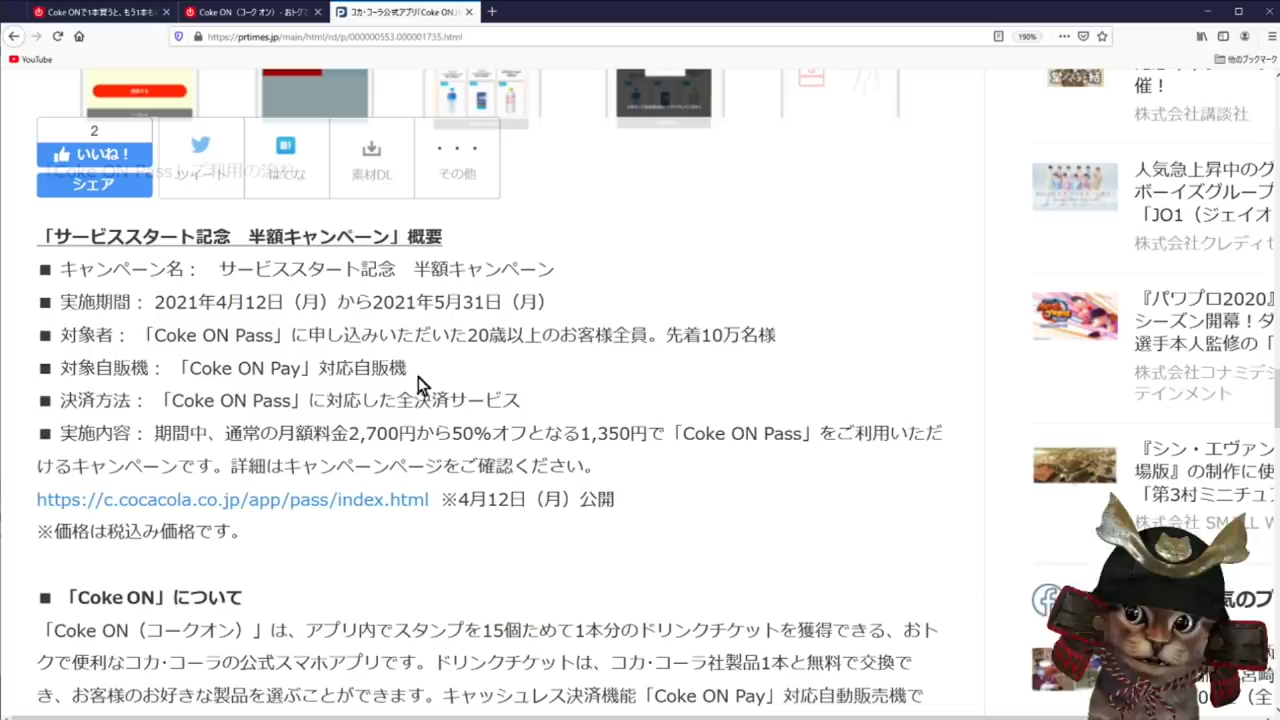 Coke ONで1本買うと、もう1本も
Coke ON（コーク オン）- おトクで
コカ・コーラ公式アプリ「Coke ON」
https://prtimes.jp/main/html/rd/p/000000553.000001735.html
190%
YouTube
他のブックマーク
2
いいね！
シェア
ツイート
はてな
素材DL
その他
「Coke ON Pass」ご利用の流れ
「サービススタート記念　半額キャンペーン」概要
■ キャンペーン名：　サービススタート記念　半額キャンペーン
■ 実施期間： 2021年4月12日（月）から2021年5月31日（月）
■ 対象者：「Coke ON Pass」に申し込みいただいた20歳以上のお客様全員。先着10万名様
■ 対象自販機：「Coke ON Pay」対応自販機
■ 決済方法：「Coke ON Pass」に対応した全決済サービス
■ 実施内容： 期間中、通常の月額料金2,700円から50%オフとなる1,350円で「Coke ON Pass」をご利用いただ
けるキャンペーンです。詳細はキャンペーンページをご確認ください。
https://c.cocacola.co.jp/app/pass/index.html ※4月12日（月）公開
※価格は税込み価格です。
■ 「Coke ON」について
「Coke ON（コークオン）」は、アプリ内でスタンプを15個ためて1本分のドリンクチケットを獲得できる、おト
クで便利なコカ･コーラの公式スマホアプリです。ドリンクチケットは、コカ･コーラ社製品1本と無料で交換で
き、お客様のお好きな製品を選ぶことができます。キャッシュレス決済機能「Coke ON Pay」対応自動販売機で
催！
株式会社講談社
人気急上昇中のグ
ボーイズグループ
「JO1（ジェイオ
株式会社クレディセ
『パワプロ2020』
シーズン開幕！ダ
選手本人監修の「
株式会社コナミデジ
テインメント
『シン・エヴァン
場版』の制作に使
「第3村ミニチュア
株式会社 SMALL W
気のプ